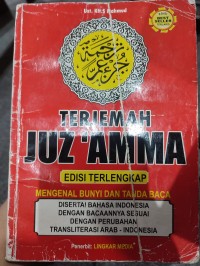 TERJEMAH
JUZ 'AMMA
EDISI TERLENGKAP
MENGENAL BUNYI DAN TANDA BACA
DISERTAI BAHASA INDONESIA
DENGAN BACAANNYA SESUAI
DENGAN PERUBAHAN
TRANSLITERASI ARAB - INDONESIA
Penerbit: LINGKAR MEDIA